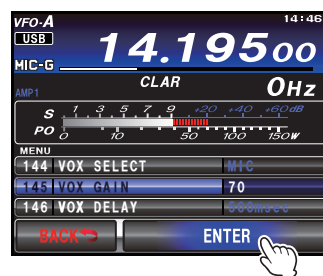 VFO-A 14:46
USB
14.19500
MIC-G
CLAR
AMP1 0Hz
S 1 3 5 7 9 +20 +40 +60dB
PO 0 10 50 100 150W
MENU
144 VOX SELECT MIC
145 VOX GAIN 70
146 VOX DELAY 500msec
BACK ENTER